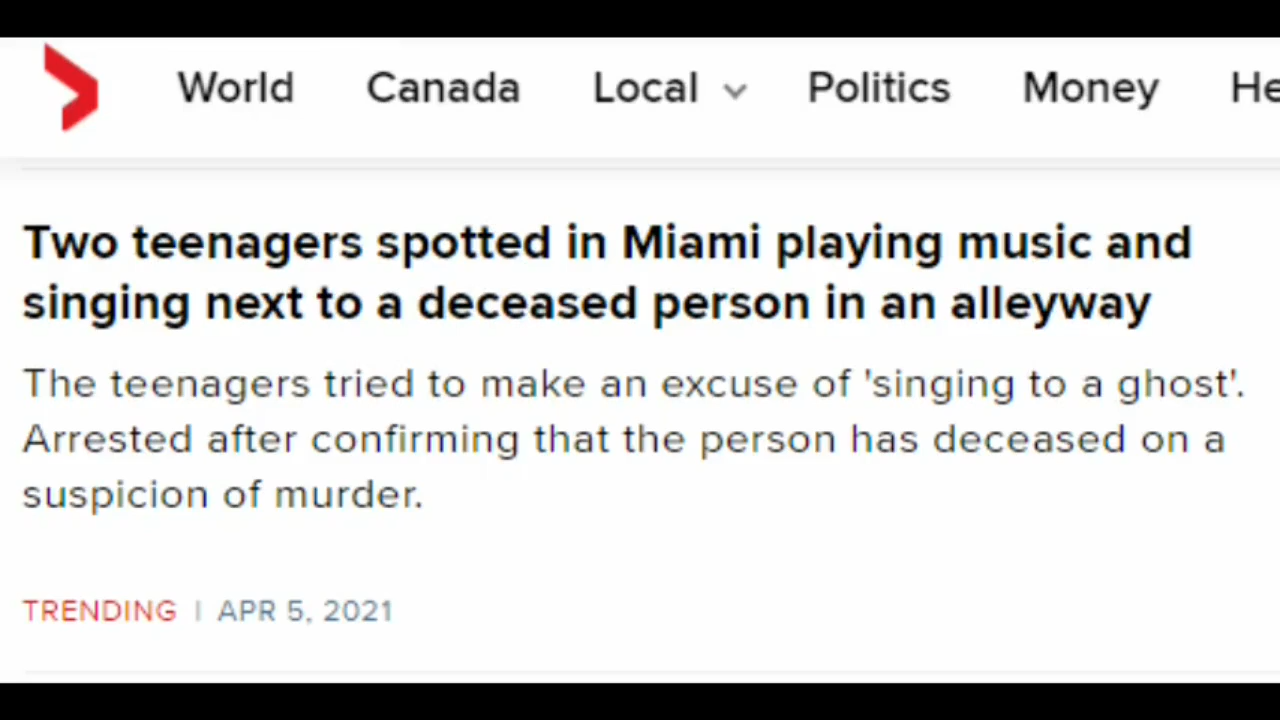 World Canada Local Politics Money He
Two teenagers spotted in Miami playing music and
singing next to a deceased person in an alleyway
The teenagers tried to make an excuse of 'singing to a ghost'.
Arrested after confirming that the person has deceased on a
suspicion of murder.
TRENDING | APR 5, 2021